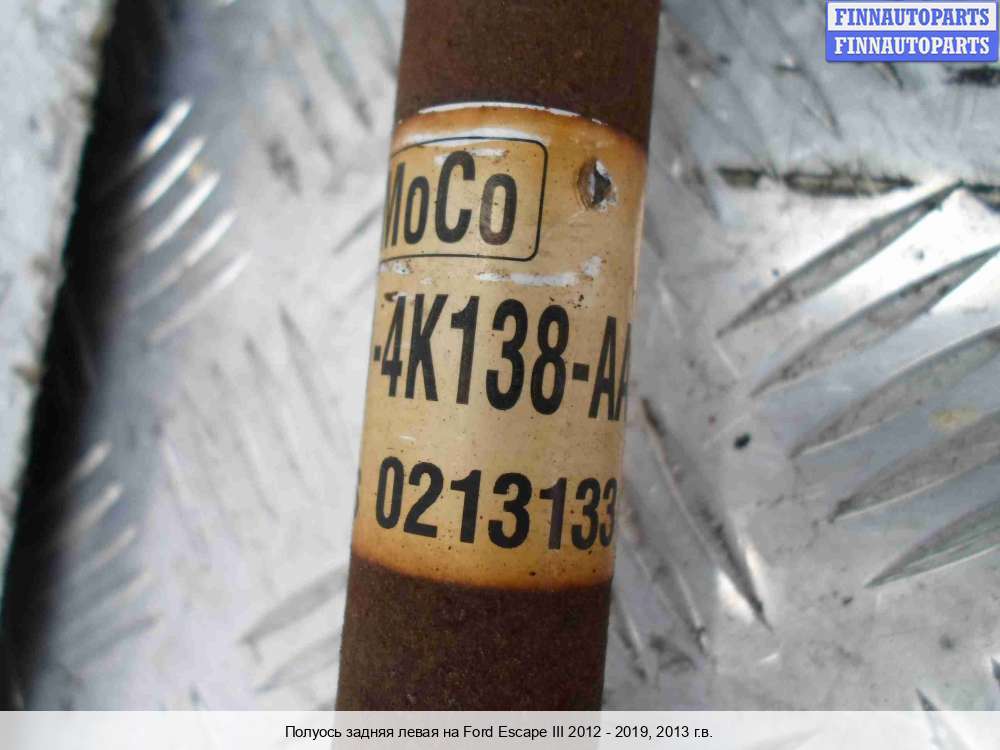 FINNAUTOPARTS
FINNAUTOPARTS
MoCo
-4K138-AA
0213133
Полуось задняя левая на Ford Escape III 2012 - 2019, 2013 г.в.